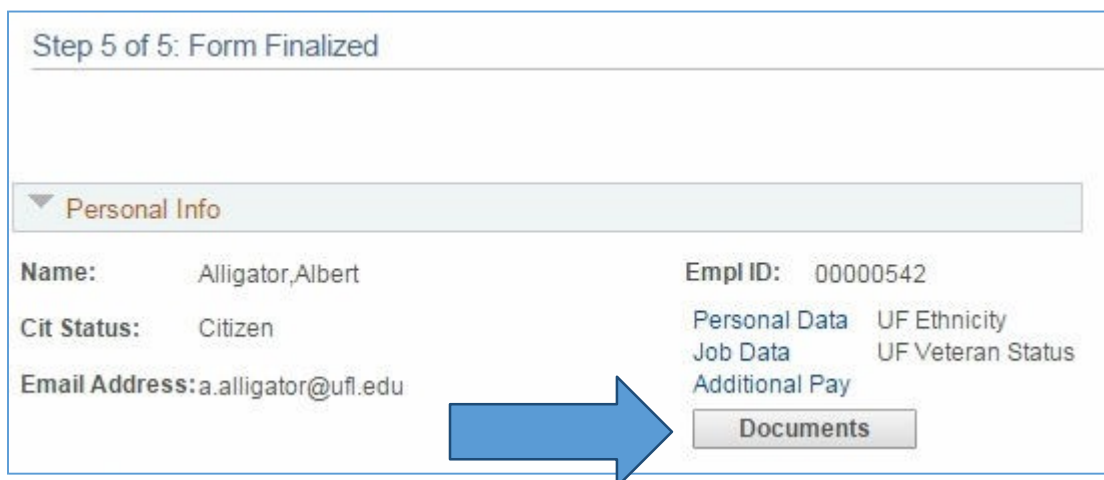 Step 5 of 5: Form Finalized
Personal Info
Name: Alligator,Albert Empl ID: 00000542
Cit Status: Citizen Personal Data UF Ethnicity
Job Data UF Veteran Status
Email Address: a.alligator@ufl.edu Additional Pay
Documents